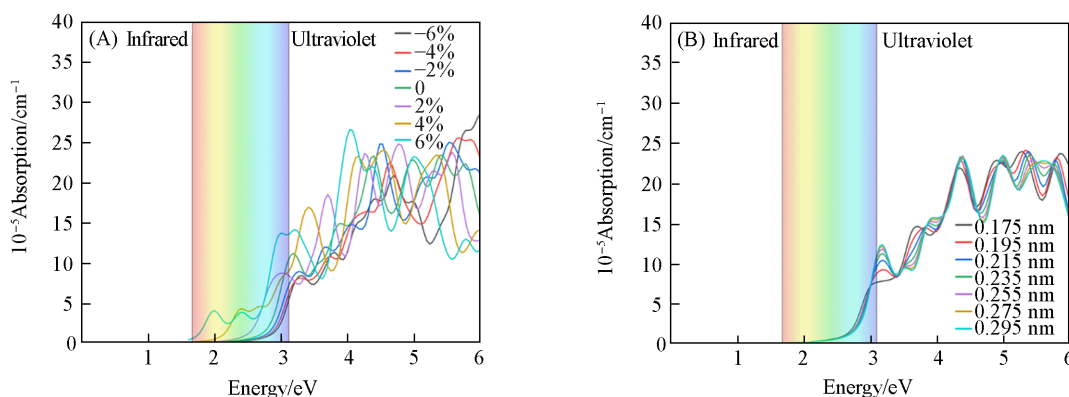 (A) Infrared Ultraviolet
−6%
−4%
−2%
0
2%
4%
6%
10⁻⁵Absorption/cm⁻¹
40
35
30
25
20
15
10
5
0
1 2 3 4 5 6
Energy/eV
(B) Infrared Ultraviolet
10⁻⁵Absorption/cm⁻¹
40
35
30
25
20
15
10
5
0
0.175 nm
0.195 nm
0.215 nm
0.235 nm
0.255 nm
0.275 nm
0.295 nm
1 2 3 4 5 6
Energy/eV